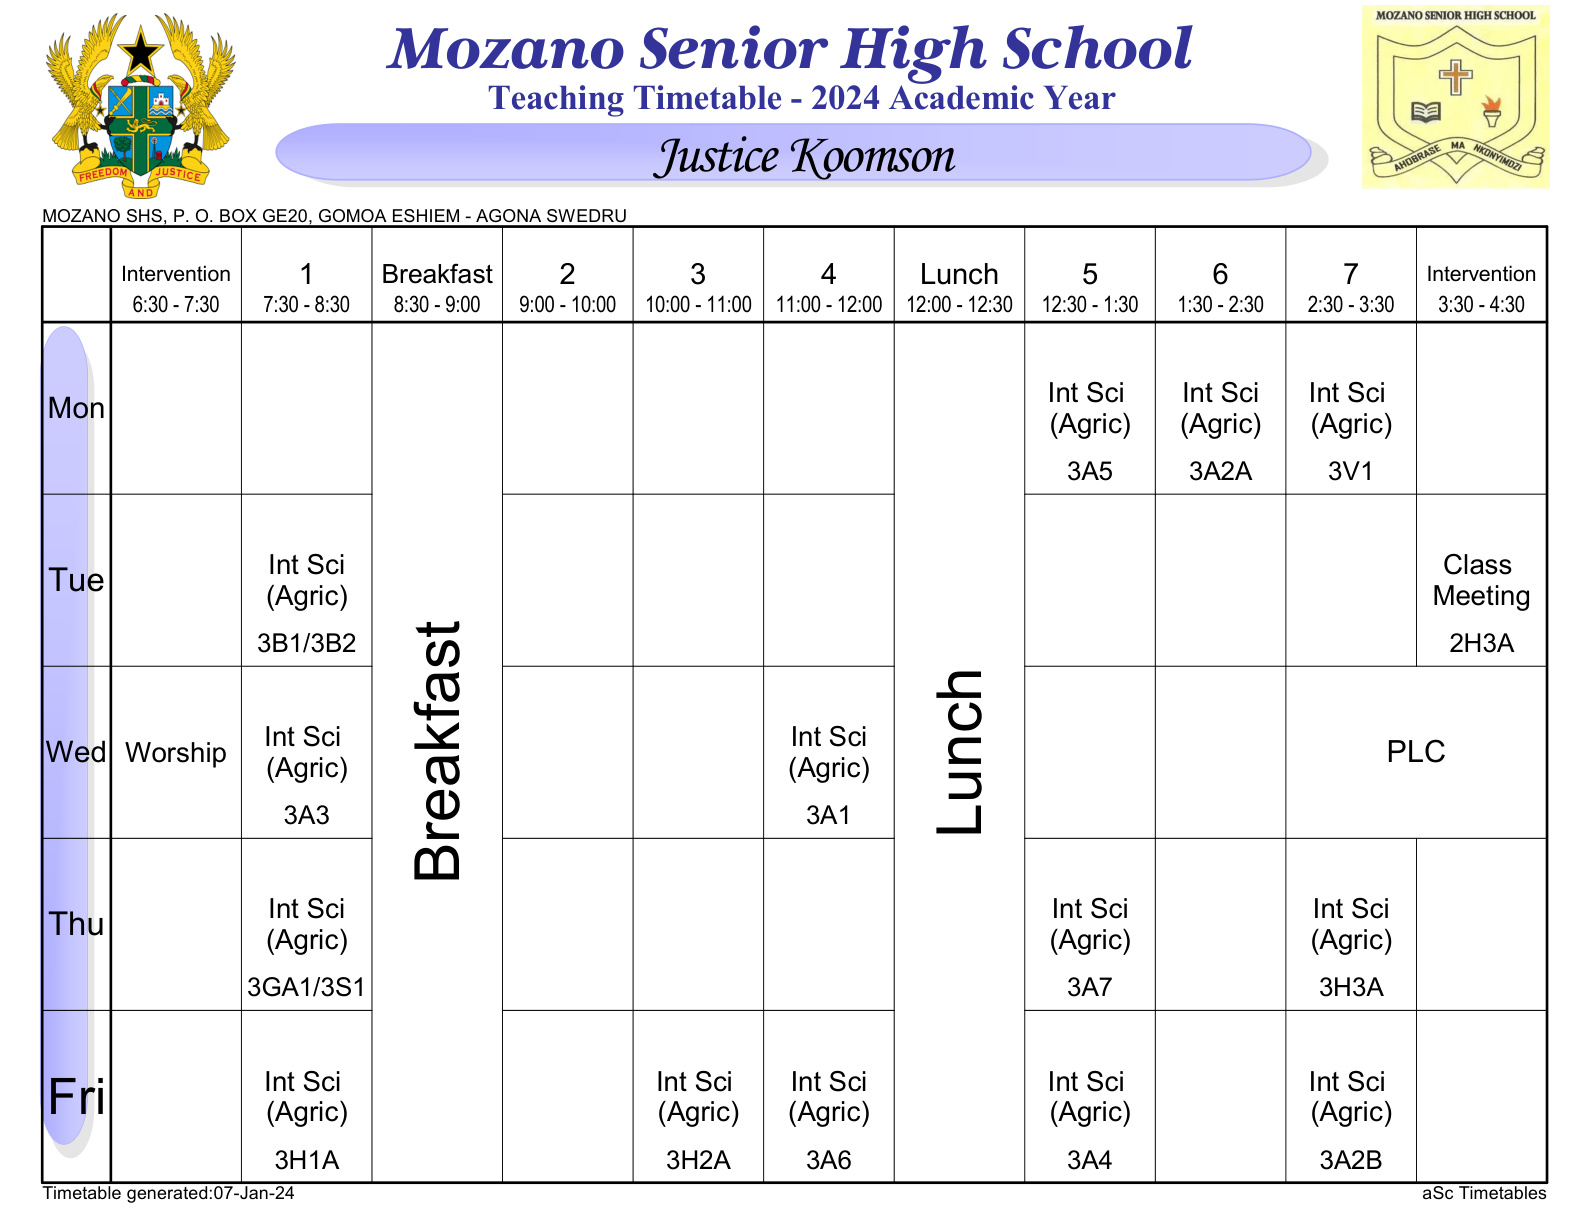 Mozano Senior High School
Teaching Timetable - 2024 Academic Year
Justice Koomson
FREEDOM AND JUSTICE
MOZANO SENIOR HIGH SCHOOL
AHOBRASE MA NKONYIMDZI
MOZANO SHS, P. O. BOX GE20, GOMOA ESHIEM - AGONA SWEDRU
Intervention 1 Breakfast 2 3 4 Lunch 5 6 7 Intervention
6:30 - 7:30 7:30 - 8:30 8:30 - 9:00 9:00 - 10:00 10:00 - 11:00 11:00 - 12:00 12:00 - 12:30 12:30 - 1:30 1:30 - 2:30 2:30 - 3:30 3:30 - 4:30
Breakfast
Lunch
Mon
Int Sci Int Sci Int Sci
(Agric) (Agric) (Agric)
3A5 3A2A 3V1
Tue
Int Sci Class
(Agric) Meeting
3B1/3B2 2H3A
Wed Worship PLC
Int Sci Int Sci
(Agric) (Agric)
3A3 3A1
Thu
Int Sci Int Sci Int Sci
(Agric) (Agric) (Agric)
3GA1/3S1 3A7 3H3A
Fri
Int Sci Int Sci Int Sci Int Sci Int Sci
(Agric) (Agric) (Agric) (Agric) (Agric)
3H1A 3H2A 3A6 3A4 3A2B
Timetable generated:07-Jan-24 aSc Timetables